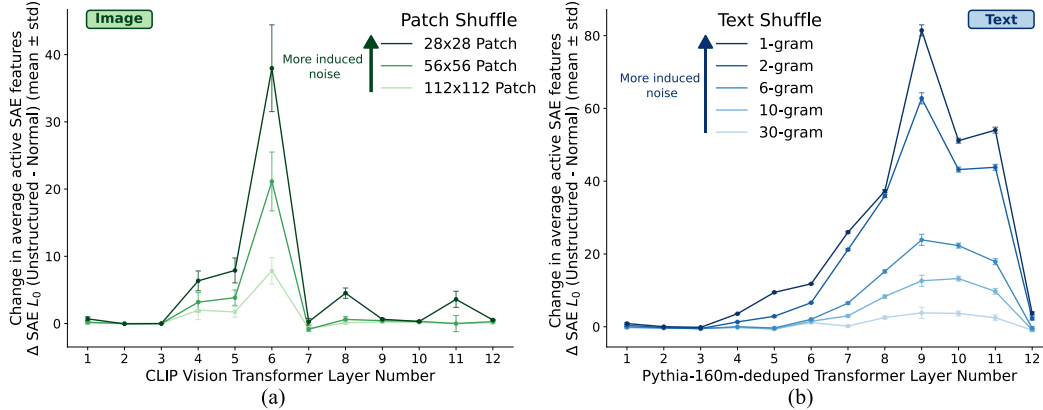 Image
Patch Shuffle
28x28 Patch
56x56 Patch
112x112 Patch
More induced
noise
Change in average active SAE features
Δ SAE L₀ (Unstructured - Normal) (mean ± std)
40
30
20
10
0
1 2 3 4 5 6 7 8 9 10 11 12
CLIP Vision Transformer Layer Number
(a)
Text
Text Shuffle
1-gram
2-gram
6-gram
10-gram
30-gram
More induced
noise
Change in average active SAE features
Δ SAE L₀ (Unstructured - Normal) (mean ± std)
80
60
40
20
0
1 2 3 4 5 6 7 8 9 10 11 12
Pythia-160m-deduped Transformer Layer Number
(b)